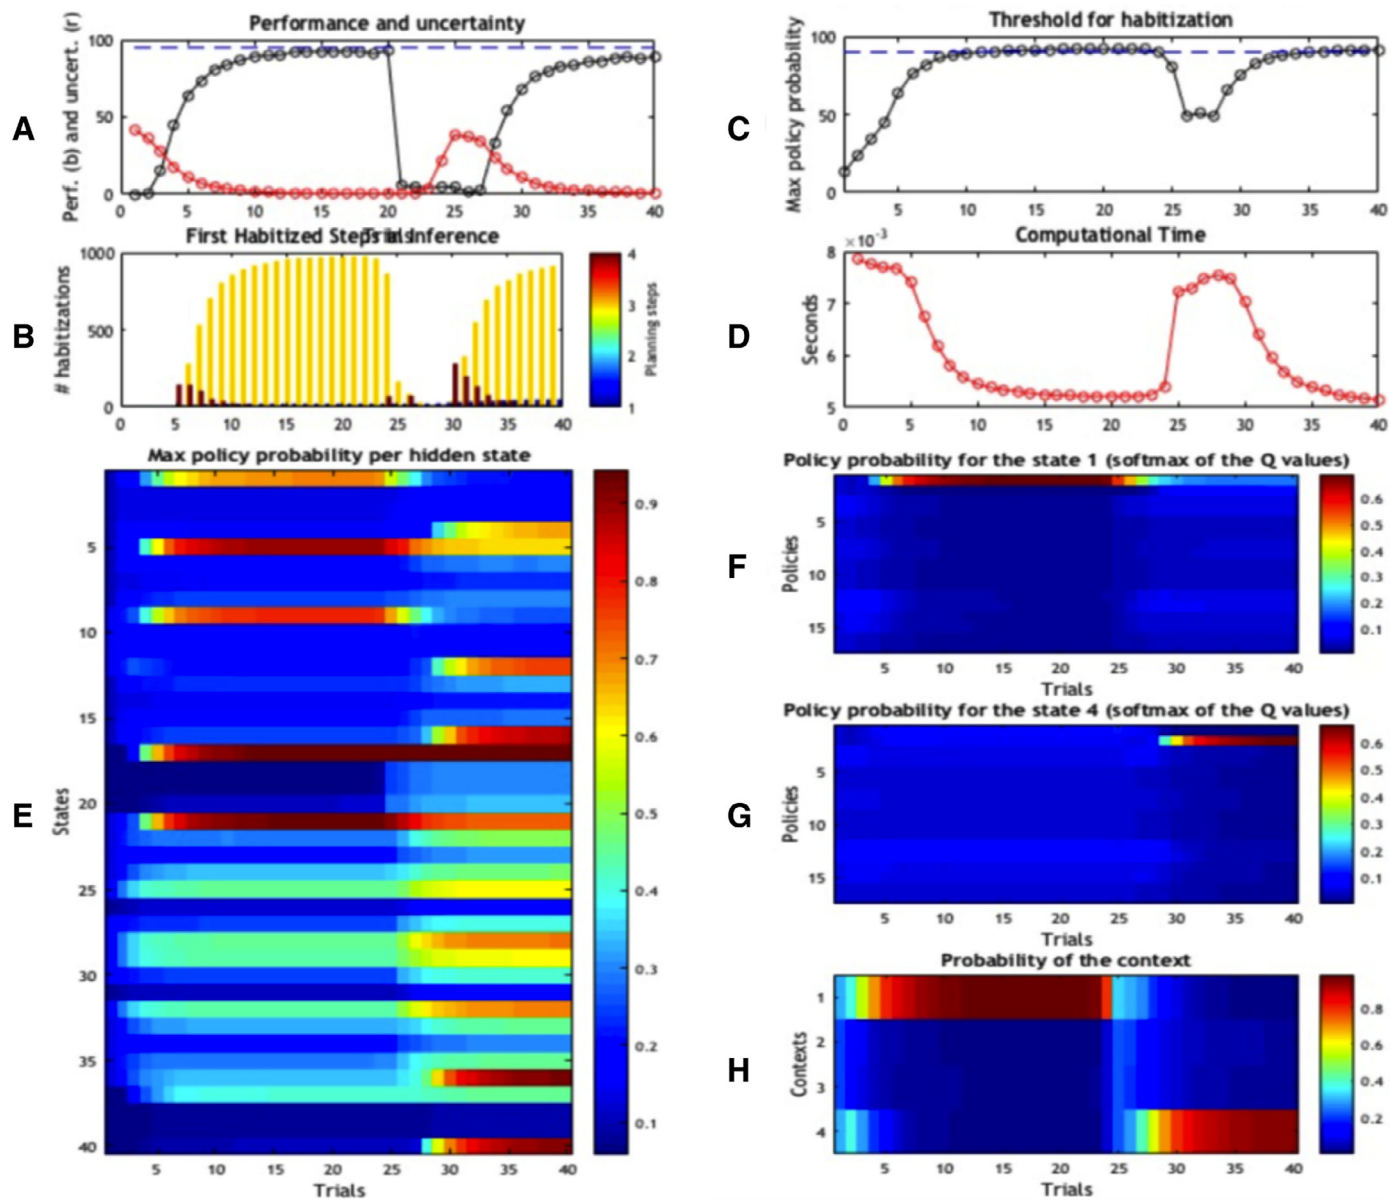 A
Performance and uncertainty
Perf. (b) and uncert. (r)
100
50
0
0 5 10 15 20 25 30 35 40
Trials
B
First Habitized Steps in Inference
# habitizations
1000
500
0
0 5 10 15 20 25 30 35 40
4
3
2
1
Planning steps
C
Threshold for habitization
Max policy probability
100
50
0
5 10 15 20 25 30 35 40
D
Computational Time
×10⁻³
Seconds
8
7
6
5
0 5 10 15 20 25 30 35 40
E
Max policy probability per hidden state
States
5
10
15
20
25
30
35
40
5 10 15 20 25 30 35 40
Trials
0.9
0.8
0.7
0.6
0.5
0.4
0.3
0.2
0.1
F
Policy probability for the state 1 (softmax of the Q values)
Policies
5
10
15
5 10 15 20 25 30 35 40
Trials
0.6
0.5
0.4
0.3
0.2
0.1
G
Policy probability for the state 4 (softmax of the Q values)
Policies
5
10
15
5 10 15 20 25 30 35 40
Trials
0.6
0.5
0.4
0.3
0.2
0.1
H
Probability of the context
Contexts
1
2
3
4
5 10 15 20 25 30 35 40
Trials
0.8
0.6
0.4
0.2